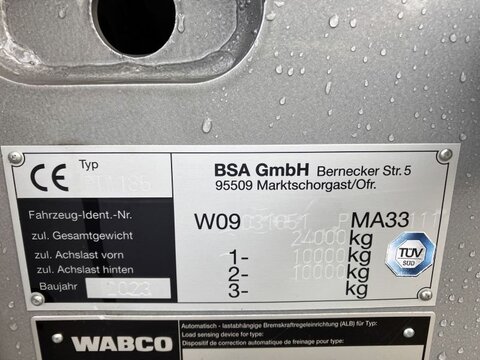 CE Typ
BSA GmbH Bernecker Str. 5
95509 Marktschorgast/Ofr.
Fahrzeug-Ident.-Nr. W09 MA33
zul. Gesamtgewicht 24000 kg
zul. Achslast vorn 1- 10000 kg
zul. Achslast hinten 2- 10000 kg
Baujahr 2023 3- kg
TÜV
SÜD
WABCO
Automatisch - lastabhängige Bremskraftregeleinrichtung (ALB) für Typ:
Load sensing device for type:
Dispositif de correction automatique de freinage pour type: